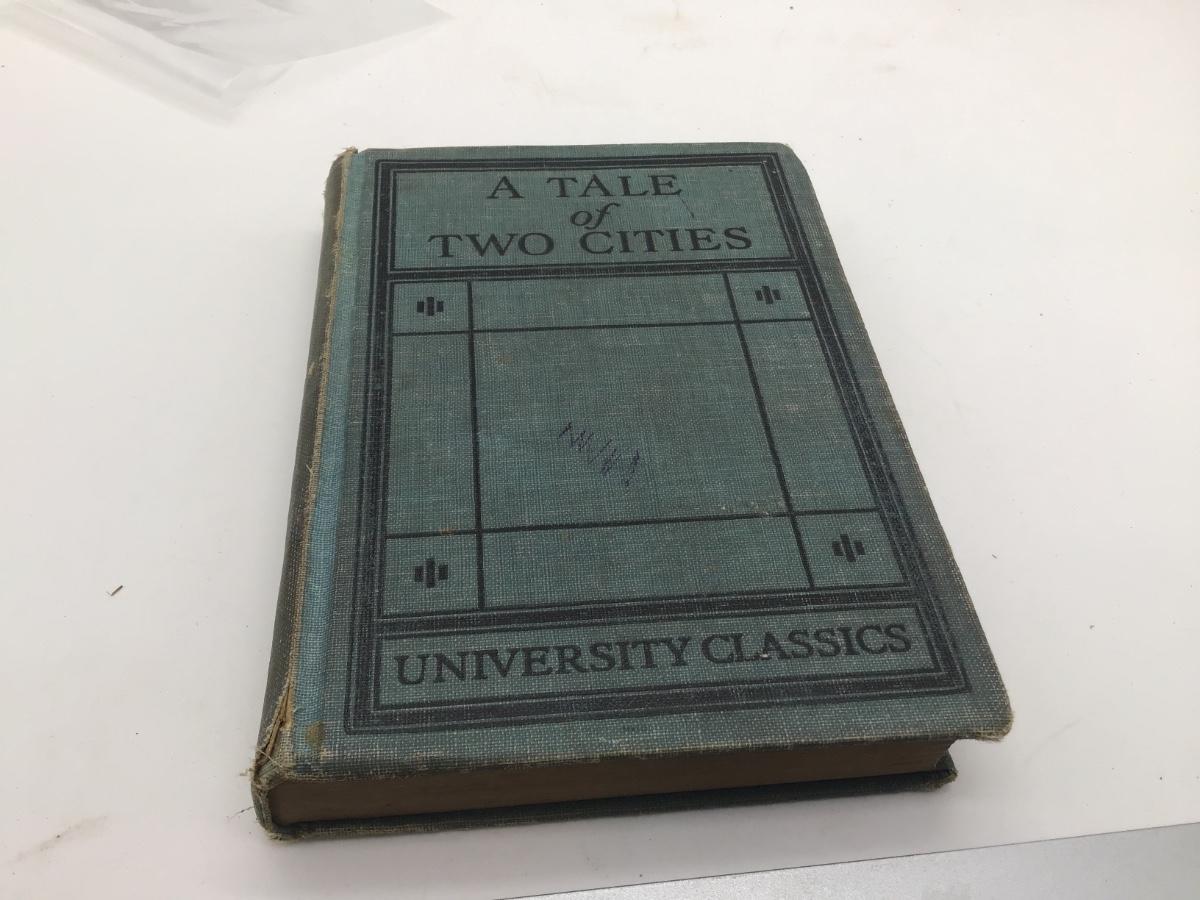 A TALE
of
TWO CITIES
UNIVERSITY CLASSICS